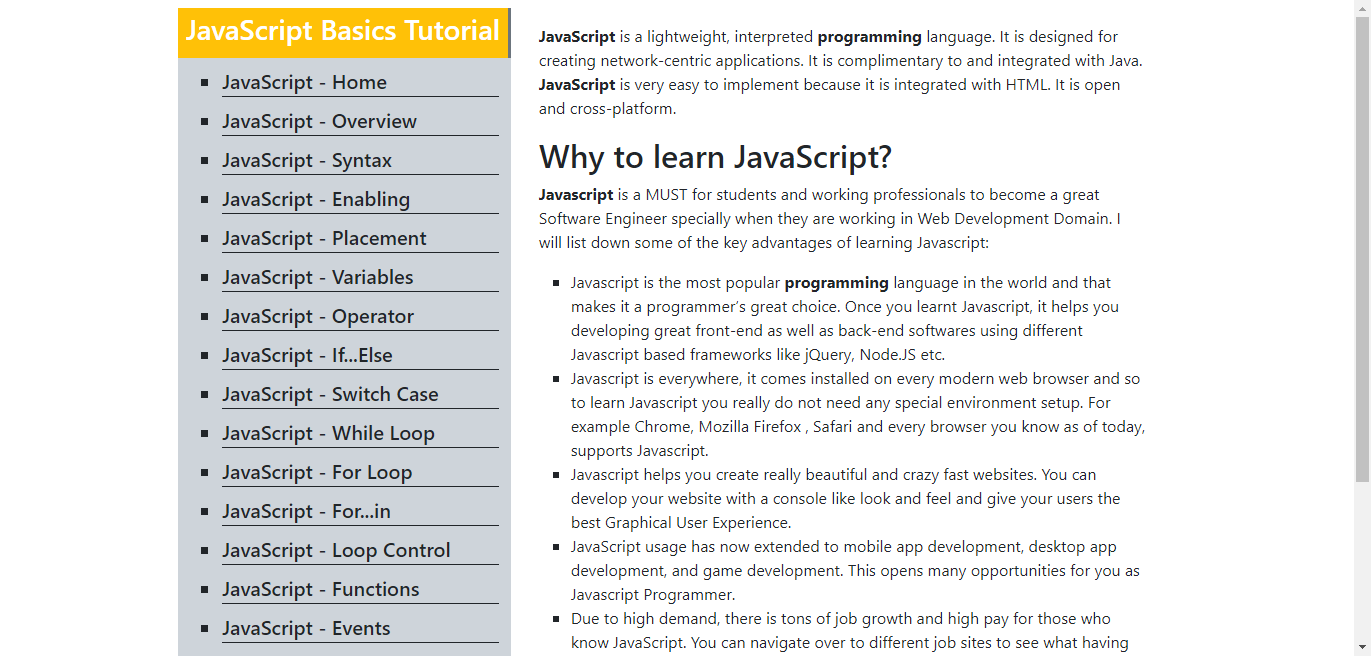 JavaScript Basics Tutorial
JavaScript - Home
JavaScript - Overview
JavaScript - Syntax
JavaScript - Enabling
JavaScript - Placement
JavaScript - Variables
JavaScript - Operator
JavaScript - If...Else
JavaScript - Switch Case
JavaScript - While Loop
JavaScript - For Loop
JavaScript - For...in
JavaScript - Loop Control
JavaScript - Functions
JavaScript - Events
JavaScript is a lightweight, interpreted programming language. It is designed for
creating network-centric applications. It is complimentary to and integrated with Java.
JavaScript is very easy to implement because it is integrated with HTML. It is open
and cross-platform.
Why to learn JavaScript?
Javascript is a MUST for students and working professionals to become a great
Software Engineer specially when they are working in Web Development Domain. I
will list down some of the key advantages of learning Javascript:
Javascript is the most popular programming language in the world and that
makes it a programmer's great choice. Once you learnt Javascript, it helps you
developing great front-end as well as back-end softwares using different
Javascript based frameworks like jQuery, Node.JS etc.
Javascript is everywhere, it comes installed on every modern web browser and so
to learn Javascript you really do not need any special environment setup. For
example Chrome, Mozilla Firefox , Safari and every browser you know as of today,
supports Javascript.
Javascript helps you create really beautiful and crazy fast websites. You can
develop your website with a console like look and feel and give your users the
best Graphical User Experience.
JavaScript usage has now extended to mobile app development, desktop app
development, and game development. This opens many opportunities for you as
Javascript Programmer.
Due to high demand, there is tons of job growth and high pay for those who
know JavaScript. You can navigate over to different job sites to see what having